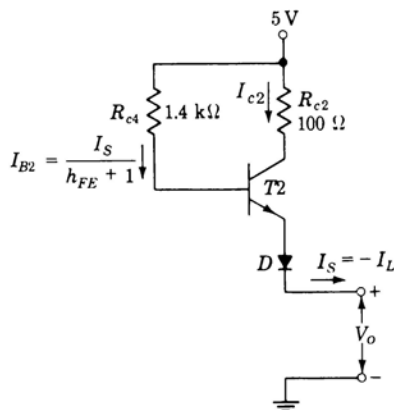 5 V
I_c2
R_c4
1.4 kΩ
R_c2
100 Ω
I_B2 = I_S / h_FE + 1
T2
D
I_S = − I_L
+
V_o
−